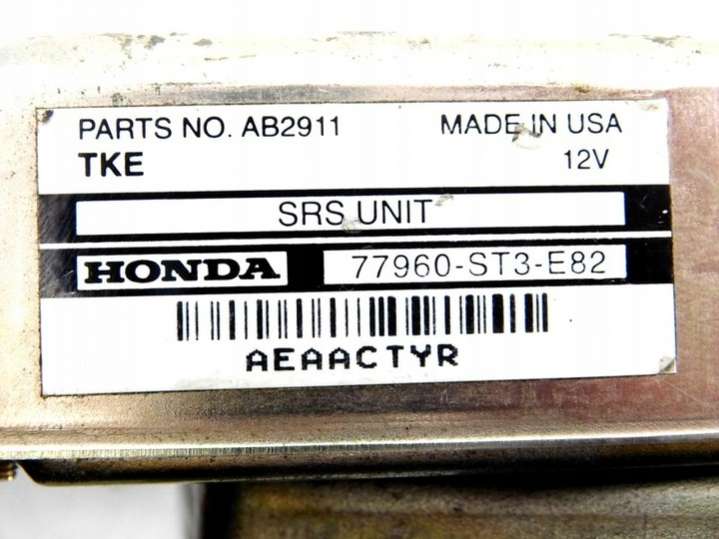 PARTS NO. AB2911 MADE IN USA
TKE 12V
SRS UNIT
HONDA 77960-ST3-E82
AEAACTYR